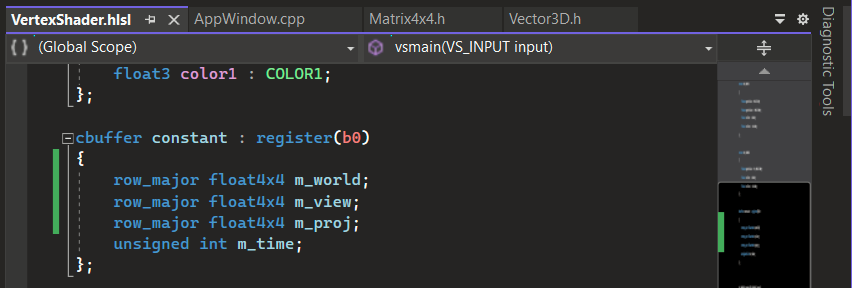 VertexShader.hlsl AppWindow.cpp Matrix4x4.h Vector3D.h
(Global Scope) vsmain(VS_INPUT input)
float3 color1 : COLOR1;
};
cbuffer constant : register(b0)
{
row_major float4x4 m_world;
row_major float4x4 m_view;
row_major float4x4 m_proj;
unsigned int m_time;
};
Diagnostic Tools